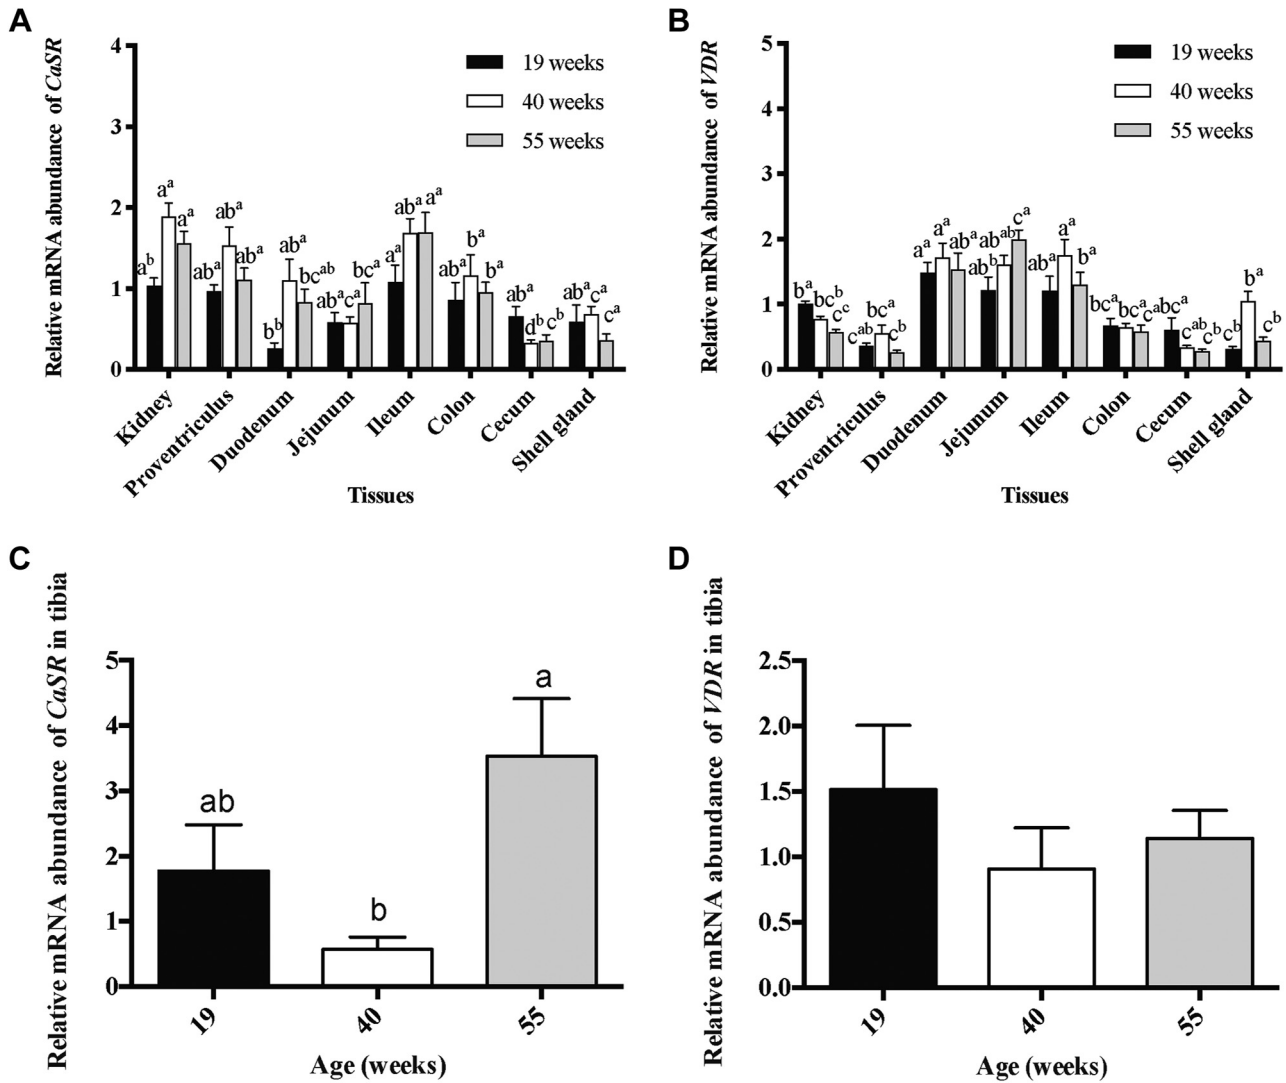 A
Relative mRNA abundance of CaSR
4
3
2
1
0
19 weeks
40 weeks
55 weeks
a^b a^a a^a
ab^a ab^a ab^a
b^b ab^a bc^ab
ab^a c^a bc^a
a^a ab^a a^a
ab^a b^a b^a
ab^a d^b c^b
ab^a c^a c^a
Kidney
Proventriculus
Duodenum
Jejunum
Ileum
Colon
Cecum
Shell gland
Tissues
B
Relative mRNA abundance of VDR
5
4
3
2
1
0
19 weeks
40 weeks
55 weeks
b^a bc^b c^c
c^ab bc^a c^b
a^a a^a ab^a
ab^b ab^ab c^a
ab^a a^a b^a
bc^a bc^a c^a
bc^a c^ab c^b
c^b b^a c^b
Kidney
Proventriculus
Duodenum
Jejunum
Ileum
Colon
Cecum
Shell gland
Tissues
C
Relative mRNA abundance of CaSR in tibia
5
4
3
2
1
0
ab
b
a
19
40
55
Age (weeks)
D
Relative mRNA abundance of VDR in tibia
2.5
2.0
1.5
1.0
0.5
0.0
19
40
55
Age (weeks)